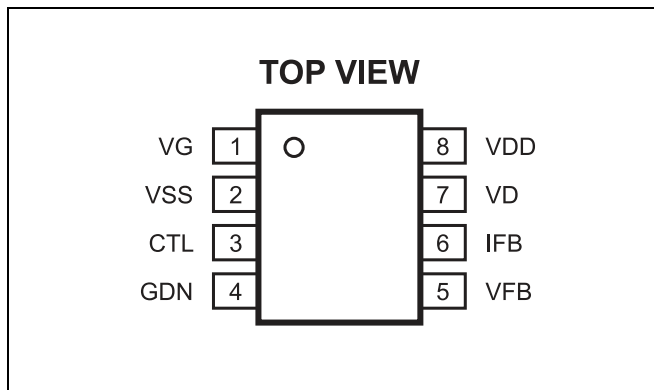 TOP VIEW
VG 1 8 VDD
VSS 2 7 VD
CTL 3 6 IFB
GDN 4 5 VFB